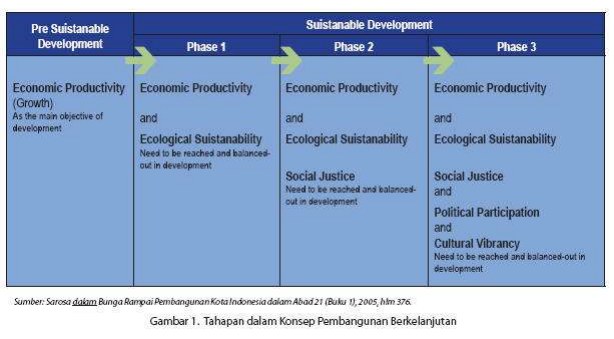 Pre Suistanable
Development
Suistanable Development
Phase 1
Phase 2
Phase 3
Economic Productivity
(Growth)
As the main objective of
development
Economic Productivity
and
Ecological Suistanability
Need to be reached and balanced-
out in development
Economic Productivity
and
Ecological Suistanability
Social Justice
Need to be reached and balanced-
out in development
Economic Productivity
and
Ecological Suistanability
Social Justice
and
Political Participation
and
Cultural Vibrancy
Need to be reached and balanced-out in
development
Sumber: Sarosa dalam Bunga Rampai Pembangunan Kota Indonesia dalam Abad 21 (Buku 1), 2005, hlm 376.
Gambar 1. Tahapan dalam Konsep Pembangunan Berkelanjutan